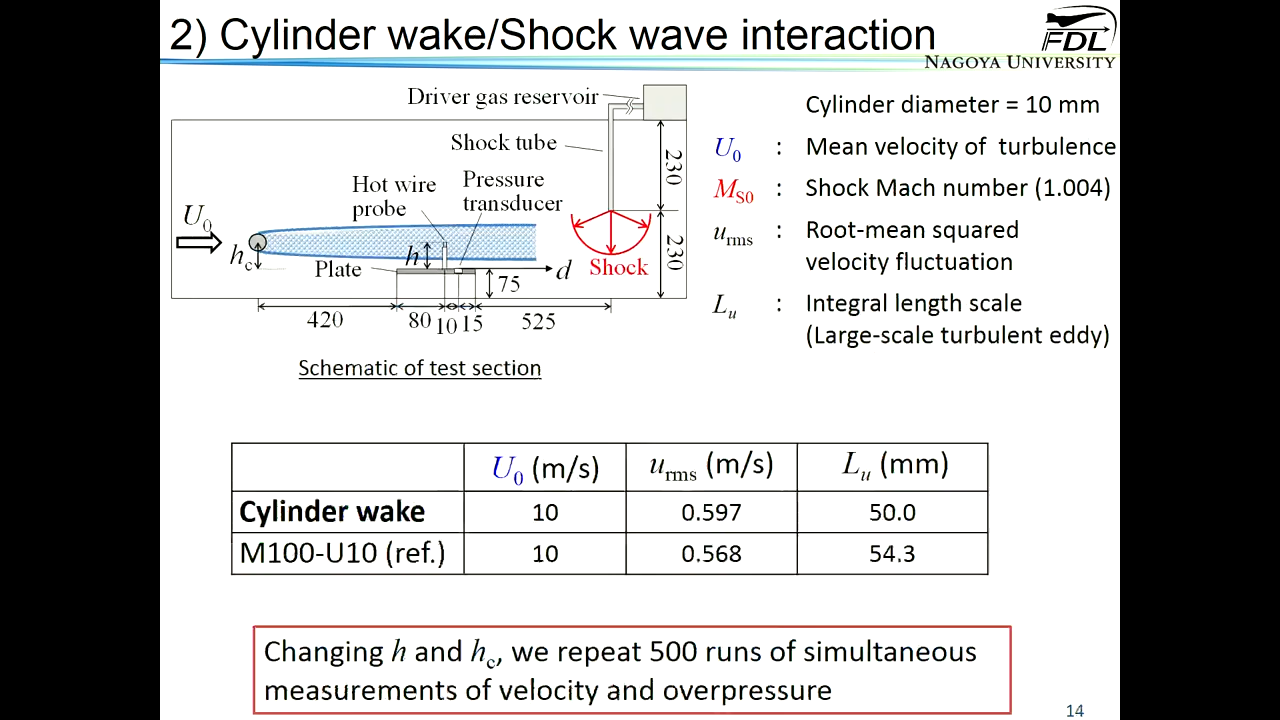 2) Cylinder wake/Shock wave interaction
FDL
NAGOYA UNIVERSITY
Driver gas reservoir
Shock tube
Hot wire
probe
Pressure
transducer
U0
hc
h
Plate
d
Shock
230
230
75
420
80
10
15
525
Schematic of test section
Cylinder diameter = 10 mm
U0 : Mean velocity of turbulence
MS0 : Shock Mach number (1.004)
urms : Root-mean squared
velocity fluctuation
Lu : Integral length scale
(Large-scale turbulent eddy)
U0 (m/s) urms (m/s) Lu (mm)
Cylinder wake 10 0.597 50.0
M100-U10 (ref.) 10 0.568 54.3
Changing h and hc, we repeat 500 runs of simultaneous
measurements of velocity and overpressure
14